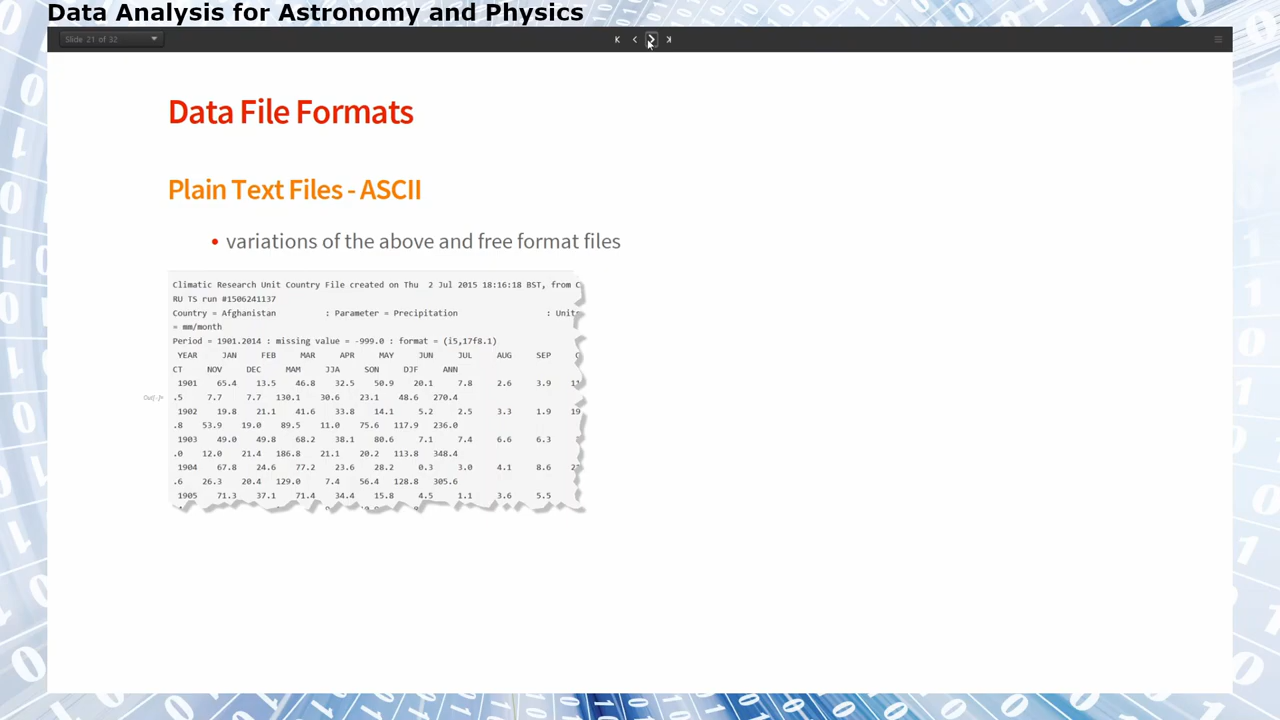 Data Analysis for Astronomy and Physics
Slide 21 of 32
Data File Formats
Plain Text Files - ASCII
• variations of the above and free format files
Climatic Research Unit Country File created on Thu  2 Jul 2015 18:16:18 BST, from C
RU TS run #1506241137
Country = Afghanistan : Parameter = Precipitation : Units
= mm/month
Period = 1901.2014 : missing value = -999.0 : format = (i5,17f8.1)
YEAR JAN FEB MAR APR MAY JUN JUL AUG SEP
CT NOV DEC MAM JJA SON DJF ANN
1901 65.4 13.5 46.8 32.5 50.9 20.1 7.8 2.6 3.9 11
Out[-]=
.5 7.7 7.7 130.1 30.6 23.1 48.6 270.4
1902 19.8 21.1 41.6 33.8 14.1 5.2 2.5 3.3 1.9 19
.8 53.9 19.0 89.5 11.0 75.6 117.9 236.0
1903 49.0 49.8 68.2 38.1 80.6 7.1 7.4 6.6 6.3
.0 12.0 21.4 186.8 21.1 20.2 113.8 348.4
1904 67.8 24.6 77.2 23.6 28.2 0.3 3.0 4.1 8.6
.6 26.3 20.4 129.0 7.4 56.4 128.8 305.6
1905 71.3 37.1 71.4 34.4 15.8 4.5 1.1 3.6 5.5